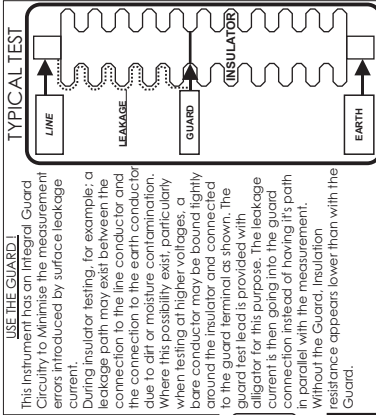 USE THE GUARD !
This Instrument has an Integral Guard
Circuitry to Minimise the measurement
errors introduced by surface leakage
current.
During insulator testing, for example; a
leakage path may exist between the
connection to the line conductor and
the connection to the earth conductor
due to dirt or moisture contamination.
Where this possibility exist, particularly
when testing at higher voltages, a
bare conductor may be bound tightly
around the insulator and connected
to the guard terminal as shown. The
guard test lead is provided with
alligator for this purpose. The leakage
current is then going into the guard
connection instead of having it's path
in parallel with the measurement.
Without the Guard, Insulation
resistance appears lower than with the
Guard.
TYPICAL TEST
LINE
LEAKAGE
GUARD
INSULATOR
EARTH